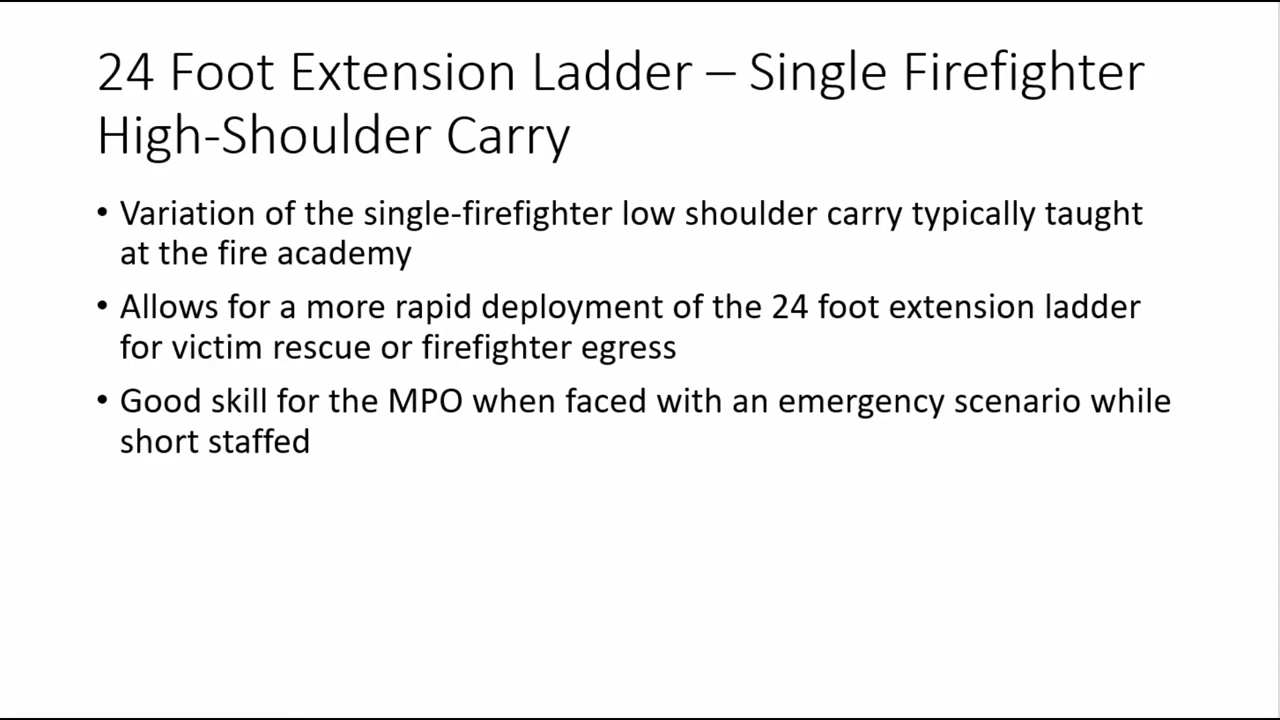 24 Foot Extension Ladder – Single Firefighter
High-Shoulder Carry
• Variation of the single-firefighter low shoulder carry typically taught
at the fire academy
• Allows for a more rapid deployment of the 24 foot extension ladder
for victim rescue or firefighter egress
• Good skill for the MPO when faced with an emergency scenario while
short staffed